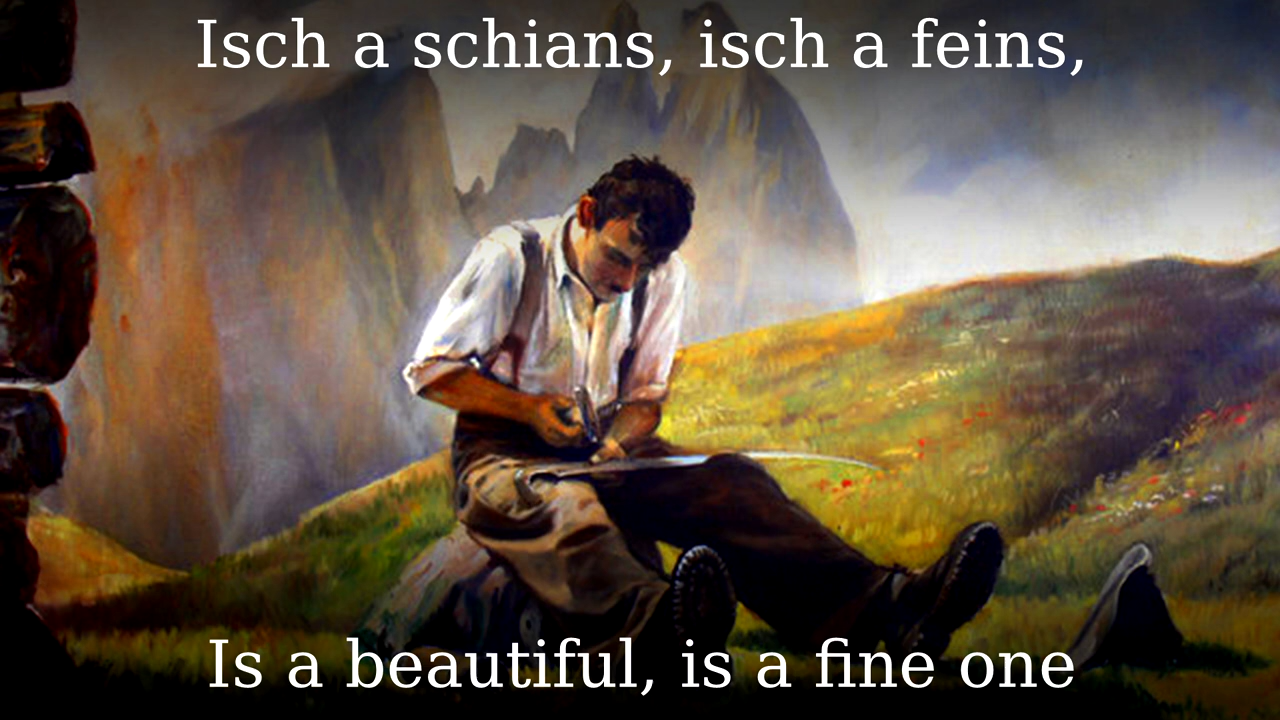 Isch a schians, isch a feins,
Is a beautiful, is a fine one